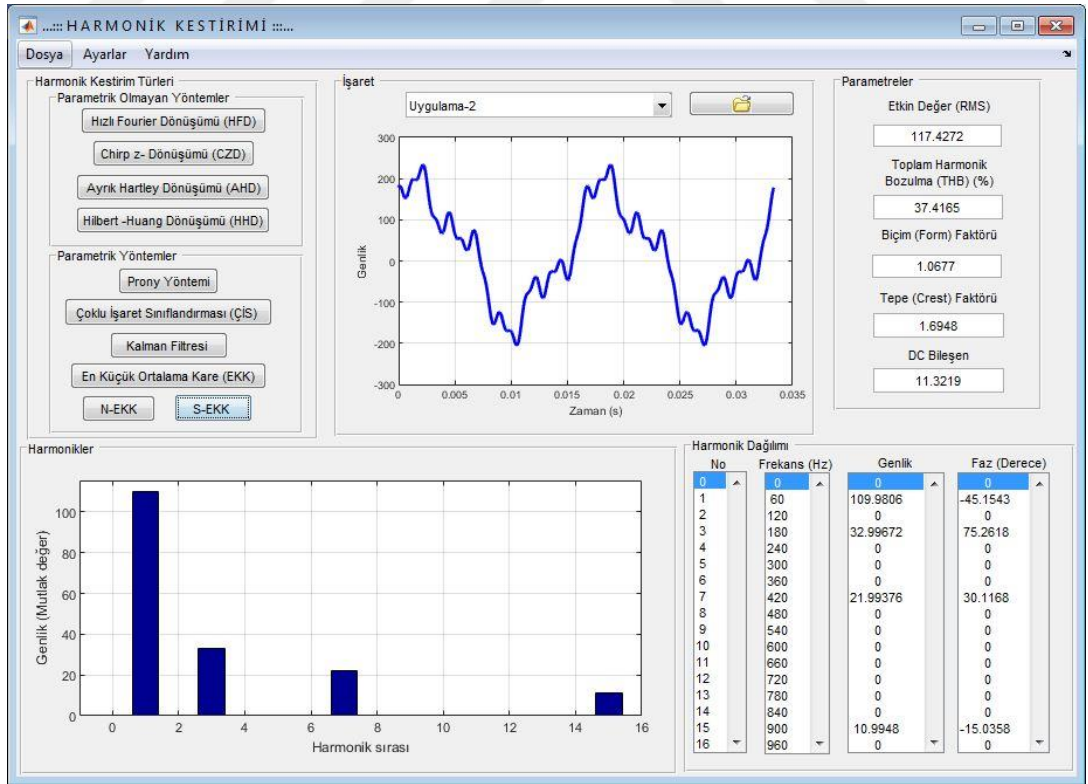 ...::: HARMONİK KESTİRİMİ :::...
Dosya Ayarlar Yardım
Harmonik Kestirim Türleri
Parametrik Olmayan Yöntemler
Hızlı Fourier Dönüşümü (HFD)
Chirp z- Dönüşümü (CZD)
Ayrık Hartley Dönüşümü (AHD)
Hilbert -Huang Dönüşümü (HHD)
Parametrik Yöntemler
Prony Yöntemi
Çoklu İşaret Sınıflandırması (ÇİS)
Kalman Filtresi
En Küçük Ortalama Kare (EKK)
N-EKK S-EKK
İşaret
Uygulama-2
300
200
100
0
-100
-200
-300
Genlik
0 0.005 0.01 0.015 0.02 0.025 0.03 0.035
Zaman (s)
Parametreler
Etkin Değer (RMS)
117.4272
Toplam Harmonik
Bozulma (THB) (%)
37.4165
Biçim (Form) Faktörü
1.0677
Tepe (Crest) Faktörü
1.6948
DC Bileşen
11.3219
Harmonikler
100
80
60
40
20
0
Genlik (Mutlak değer)
0 2 4 6 8 10 12 14 16
Harmonik sırası
Harmonik Dağılımı
No Frekans (Hz) Genlik Faz (Derece)
0 0 0 0
1 60 109.9806 -45.1543
2 120 0 0
3 180 32.99672 75.2618
4 240 0 0
5 300 0 0
6 360 0 0
7 420 21.99376 30.1168
8 480 0 0
9 540 0 0
10 600 0 0
11 660 0 0
12 720 0 0
13 780 0 0
14 840 0 0
15 900 10.9948 -15.0358
16 960 0 0